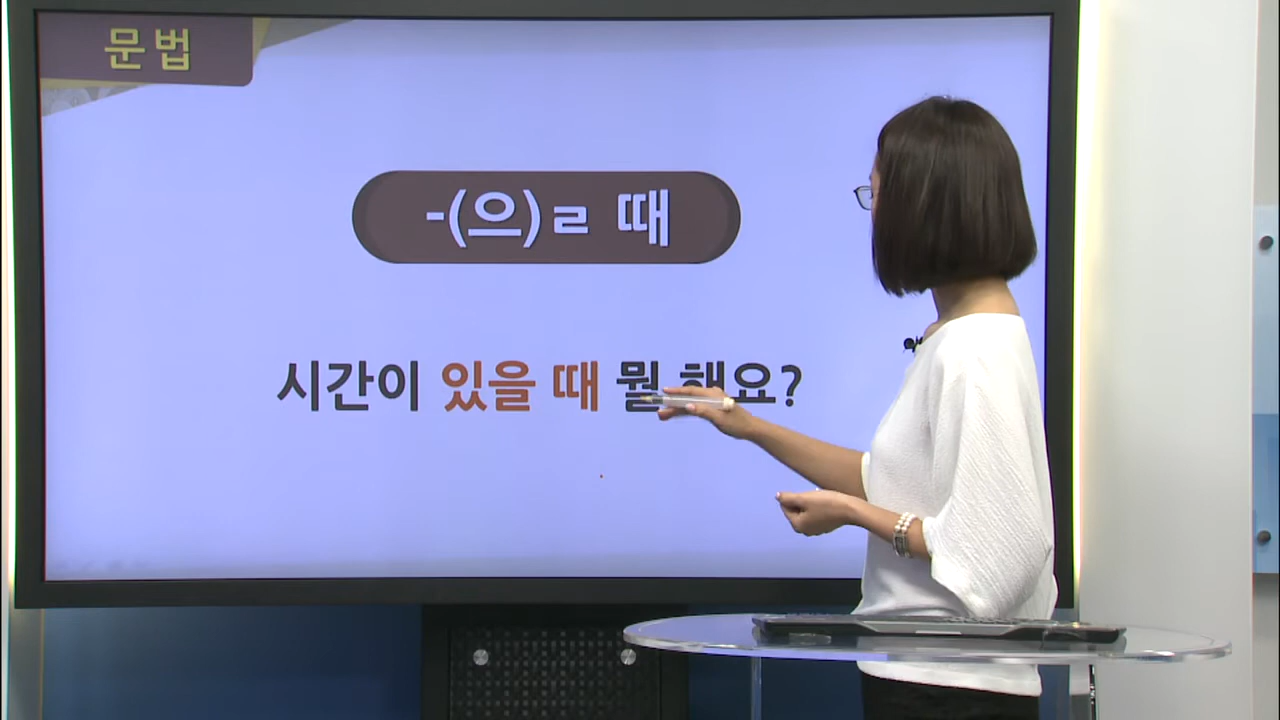 문법
-(으)ㄹ 때
시간이 있을 때 뭘 해요?